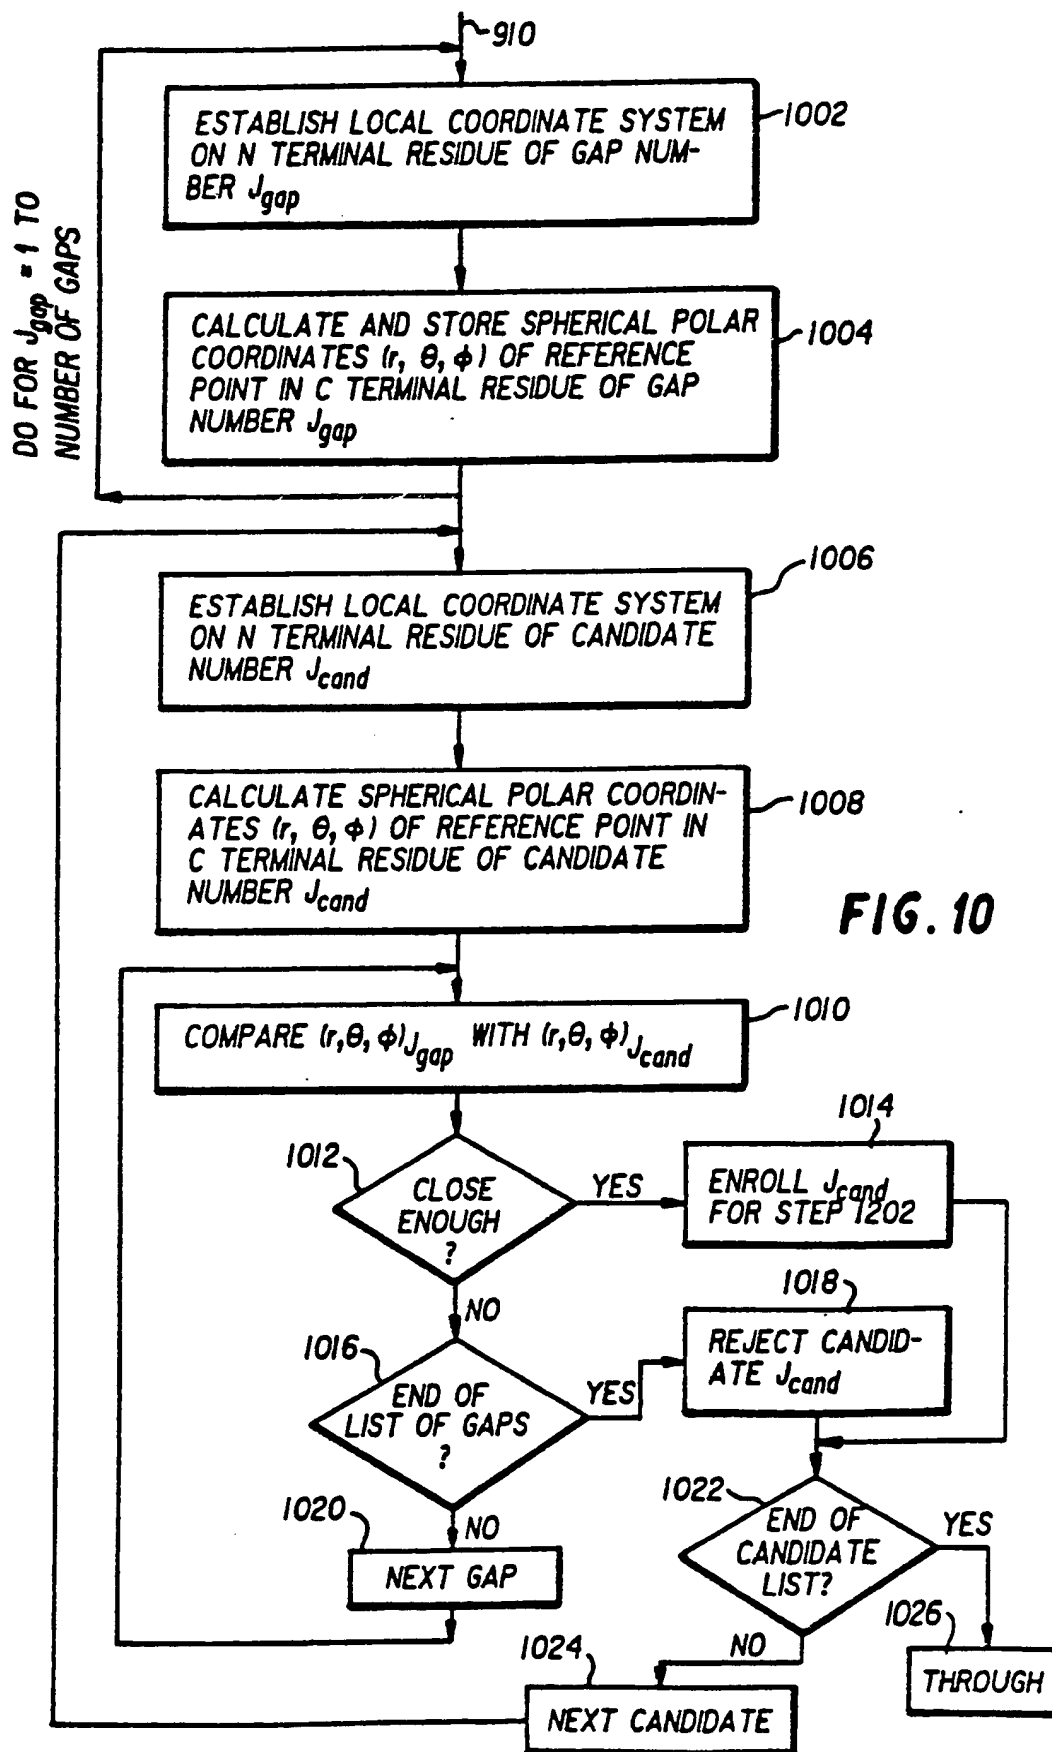 910
ESTABLISH LOCAL COORDINATE SYSTEM
ON N TERMINAL RESIDUE OF GAP NUM-
BER Jgap
1002
DO FOR Jgap = 1 TO
NUMBER OF GAPS
CALCULATE AND STORE SPHERICAL POLAR
COORDINATES (r, θ, φ) OF REFERENCE
POINT IN C TERMINAL RESIDUE OF GAP
NUMBER Jgap
1004
ESTABLISH LOCAL COORDINATE SYSTEM
ON N TERMINAL RESIDUE OF CANDIDATE
NUMBER Jcand
1006
CALCULATE SPHERICAL POLAR COORDIN-
ATES (r, θ, φ) OF REFERENCE POINT IN
C TERMINAL RESIDUE OF CANDIDATE
NUMBER Jcand
1008
FIG. 10
COMPARE (r,θ, φ)Jgap WITH (r,θ, φ)Jcand
1010
1012
CLOSE
ENOUGH
?
YES
NO
1014
ENROLL Jcand
FOR STEP 1202
1016
END OF
LIST OF GAPS
?
YES
NO
1018
REJECT CANDID-
ATE Jcand
1020
NEXT GAP
1022
END OF
CANDIDATE
LIST?
YES
NO
1024
NEXT CANDIDATE
1026
THROUGH